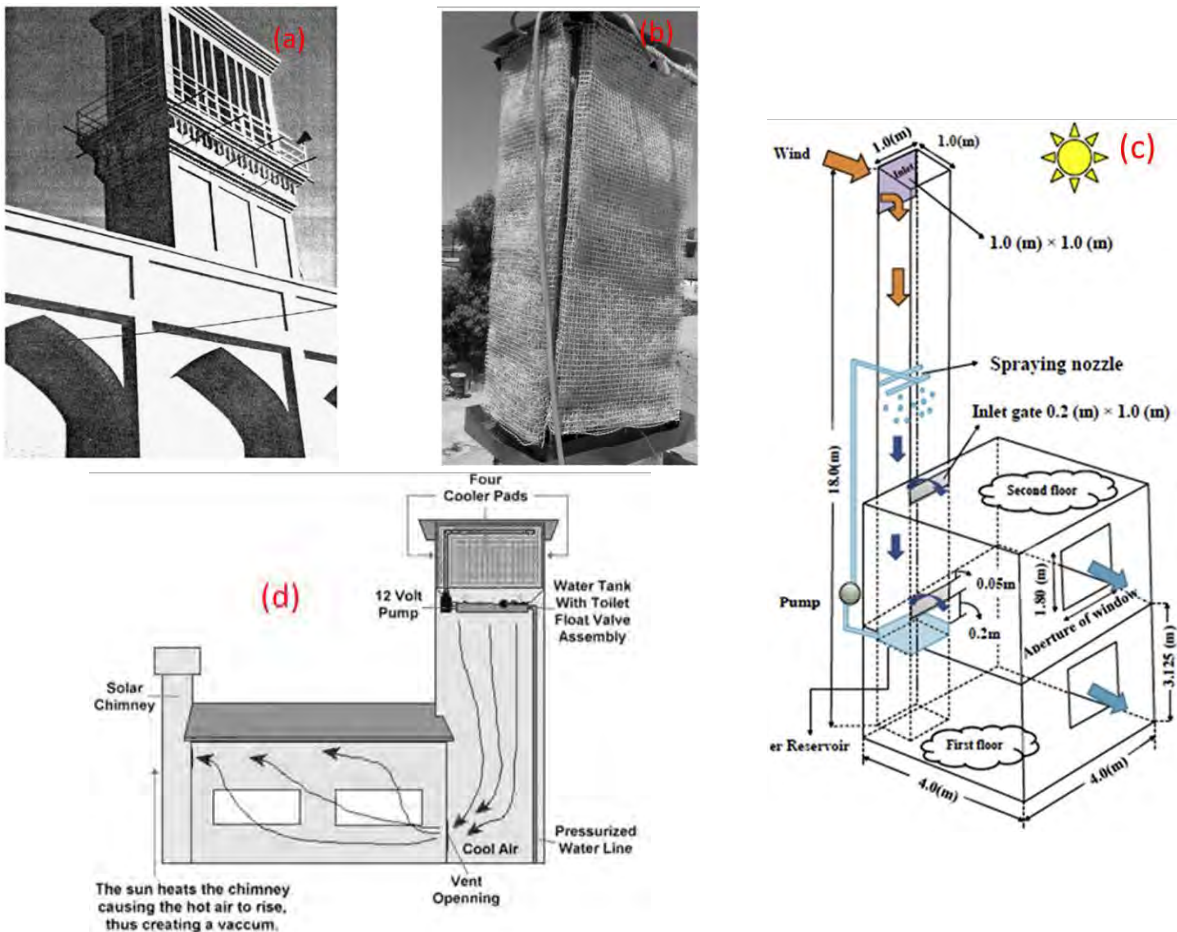 (a)
(b)
(c)
Wind
1.0(m)
1.0(m)
Inlet
1.0 (m) × 1.0 (m)
Spraying nozzle
Inlet gate 0.2 (m) × 1.0 (m)
18.0(m)
Second floor
0.05m
0.2m
1.80 (m)
Aperture of window
3.125 (m)
Pump
er Reservoir
First floor
4.0(m)
4.0(m)
(d)
Four
Cooler Pads
12 Volt
Pump
Water Tank
With Toilet
Float Valve
Assembly
Solar
Chimney
Cool Air
Pressurized
Water Line
Vent
Openning
The sun heats the chimney
causing the hot air to rise,
thus creating a vaccum.